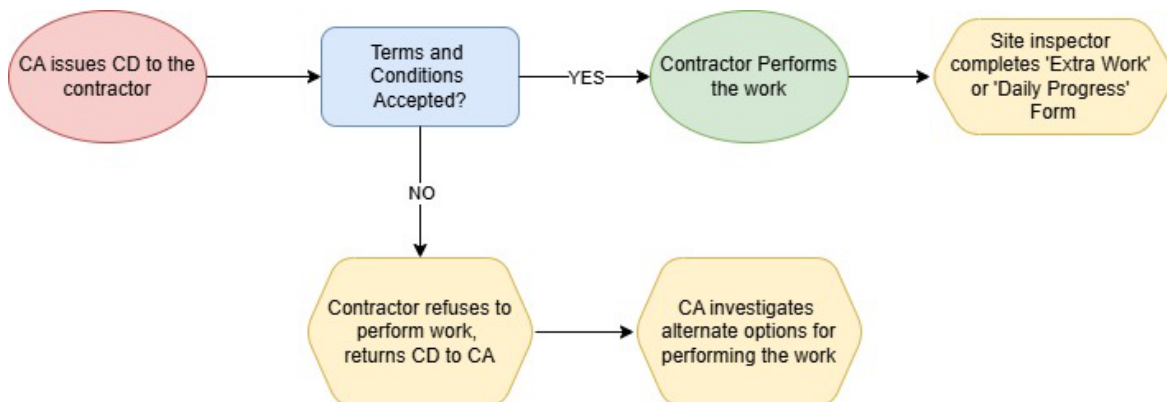 CA issues CD to the
contractor
Terms and
Conditions
Accepted?
YES
Contractor Performs
the work
Site inspector
completes 'Extra Work'
or 'Daily Progress'
Form
NO
Contractor refuses to
perform work,
returns CD to CA
CA investigates
alternate options for
performing the work